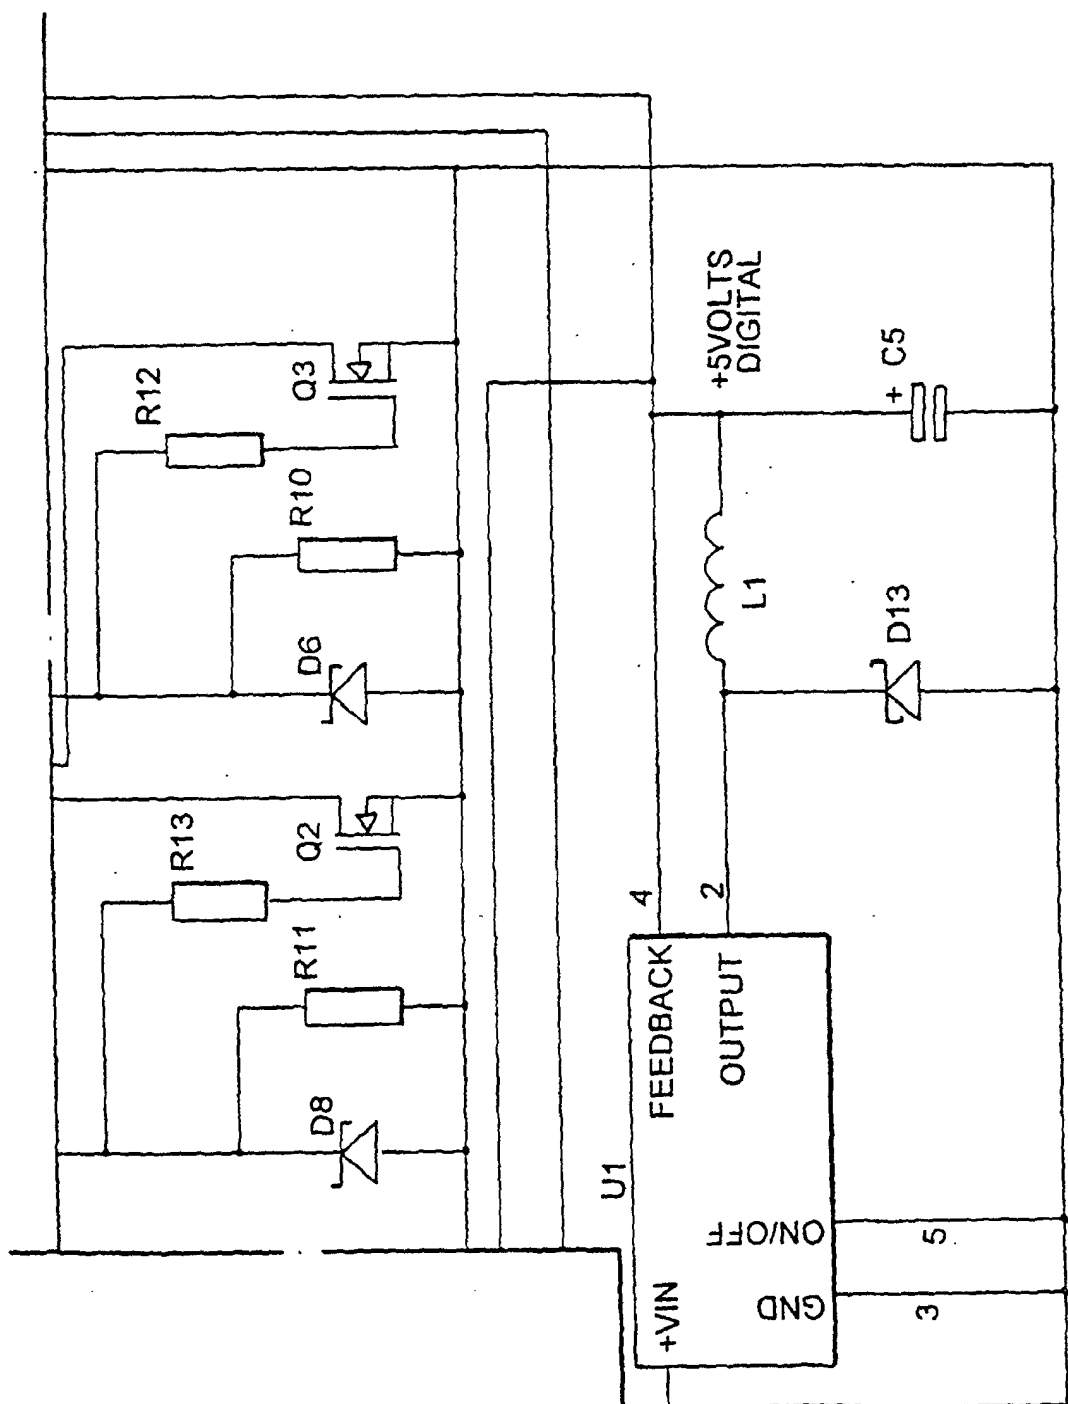 R12
Q3
R10
D6
R13
Q2
R11
D8
+5VOLTS
DIGITAL
+
C5
L1
D13
U1
4
2
FEEDBACK
OUTPUT
+VIN
ON/OFF
GND
5
3